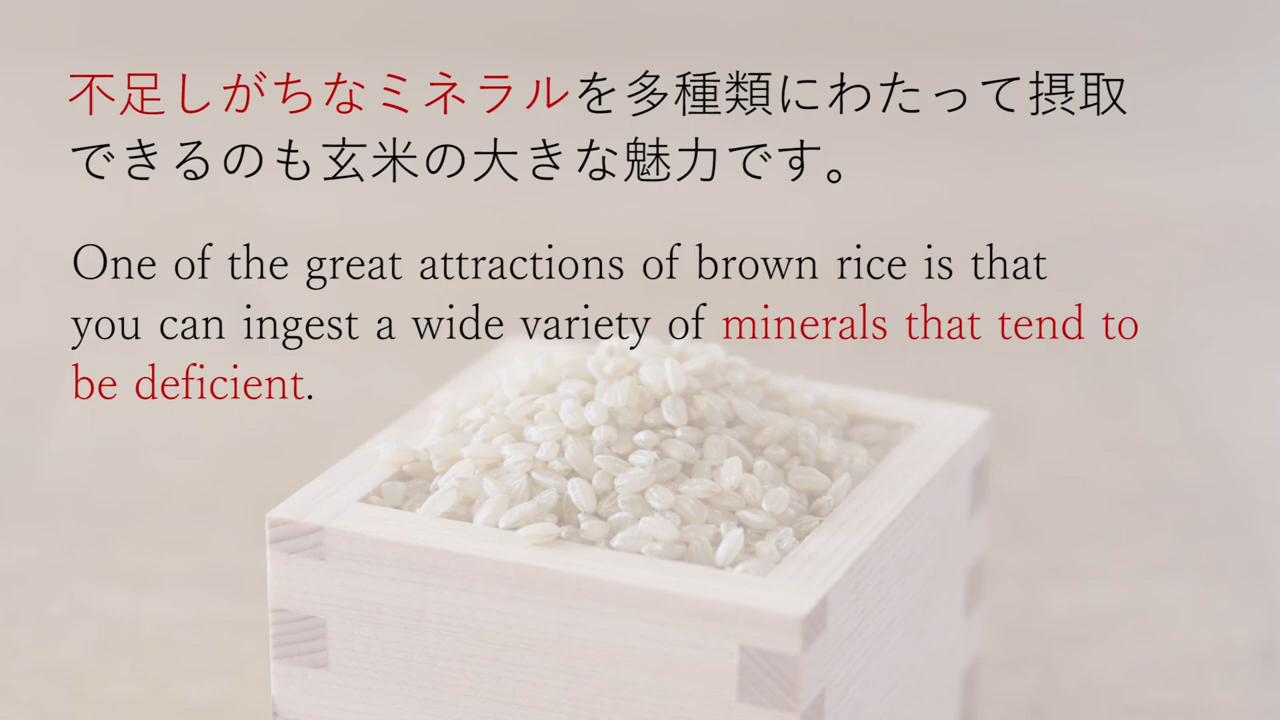 不足しがちなミネラルを多種類にわたって摂取
できるのも玄米の大きな魅力です。
One of the great attractions of brown rice is that
you can ingest a wide variety of minerals that tend to
be deficient.